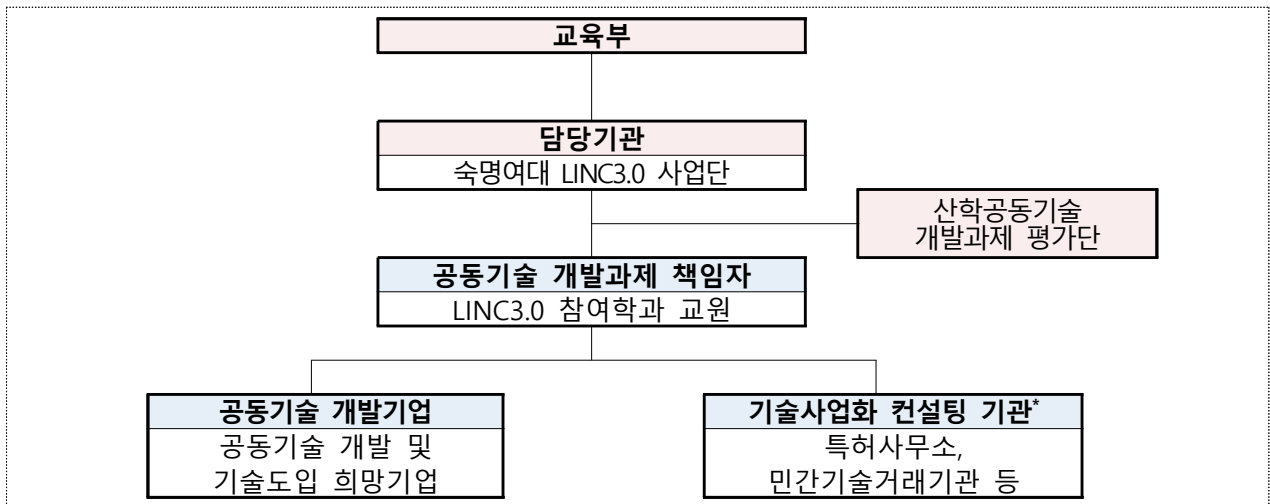 교육부
담당기관
숙명여대 LINC3.0 사업단
산학공동기술
개발과제 평가단
공동기술 개발과제 책임자
LINC3.0 참여학과 교원
공동기술 개발기업
공동기술 개발 및
기술도입 희망기업
기술사업화 컨설팅 기관*
특허사무소,
민간기술거래기관 등